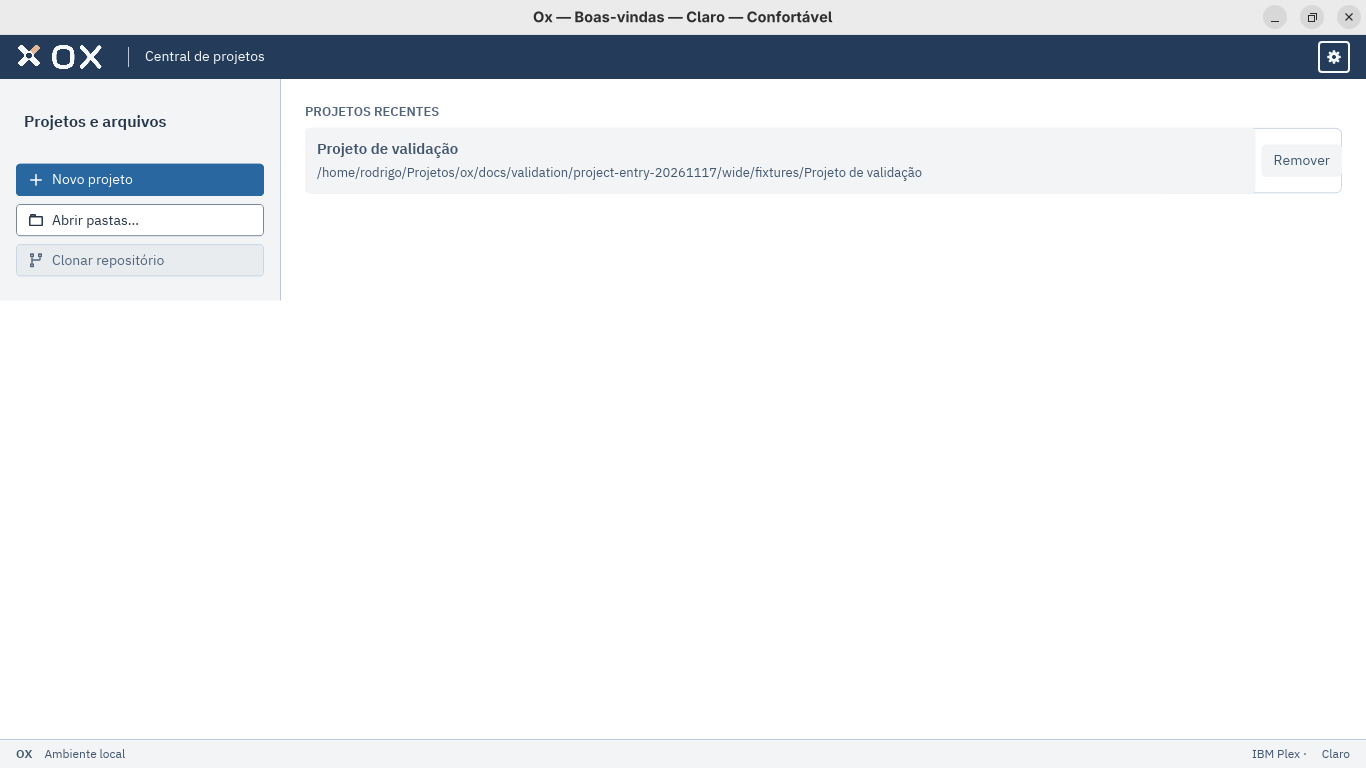 Ox — Boas-vindas — Claro — Confortável
OX
Central de projetos
Projetos e arquivos
Novo projeto
Abrir pastas...
Clonar repositório
PROJETOS RECENTES
Projeto de validação
/home/rodrigo/Projetos/ox/docs/validation/project-entry-20261117/wide/fixtures/Projeto de validação
Remover
OX Ambiente local
IBM Plex · Claro